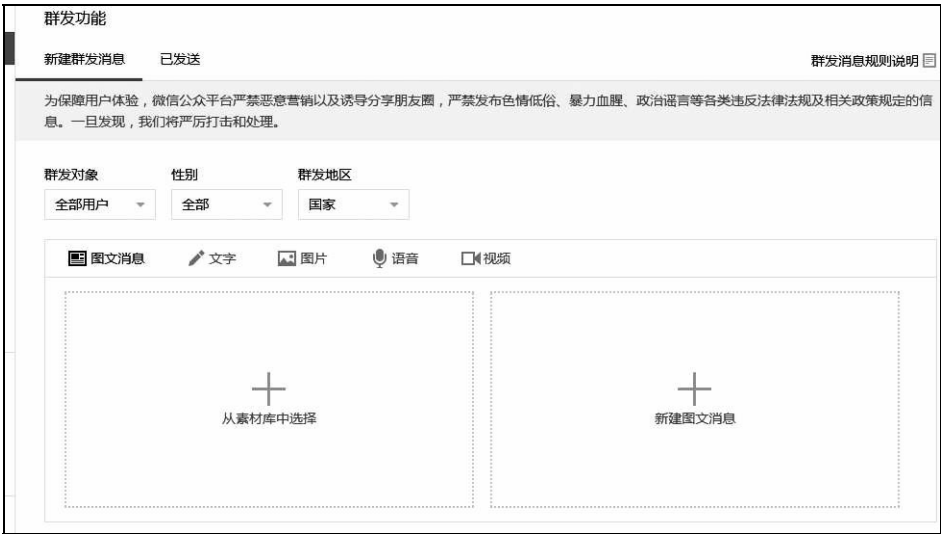 群发功能
新建群发消息 已发送 群发消息规则说明
为保障用户体验，微信公众平台严禁恶意营销以及诱导分享朋友圈，严禁发布色情低俗、暴力血腥、政治谣言等各类违反法律法规及相关政策规定的信
息。一旦发现，我们将严厉打击和处理。
群发对象 性别 群发地区
全部用户 全部 国家
图文消息 文字 图片 语音 视频
从素材库中选择 新建图文消息